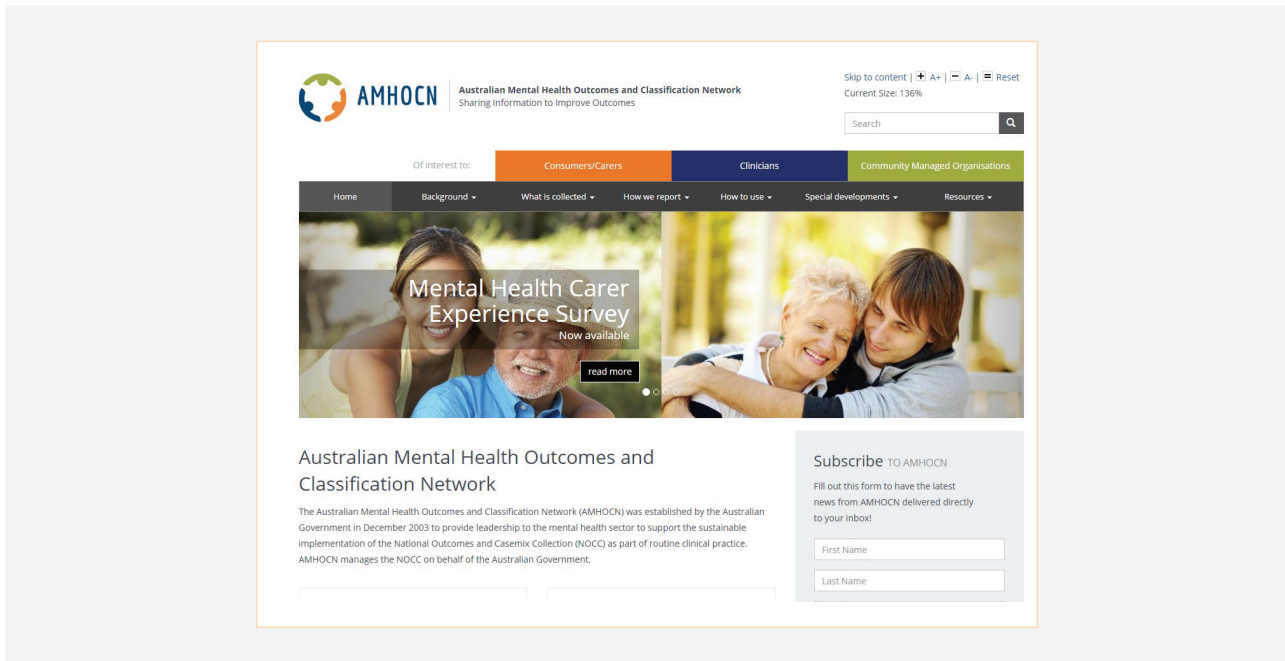 AMHOCN
Australian Mental Health Outcomes and Classification Network
Sharing Information to Improve Outcomes
Skip to content | + A+ | − A- | = Reset
Current Size: 136%
Search
Of interest to:
Consumers/Carers
Clinicians
Community Managed Organisations
Home
Background
What is collected
How we report
How to use
Special developments
Resources
Mental Health Carer
Experience Survey
Now available
read more
Australian Mental Health Outcomes and
Classification Network
The Australian Mental Health Outcomes and Classification Network (AMHOCN) was established by the Australian
Government in December 2003 to provide leadership to the mental health sector to support the sustainable
implementation of the National Outcomes and Casemix Collection (NOCC) as part of routine clinical practice.
AMHOCN manages the NOCC on behalf of the Australian Government.
Subscribe TO AMHOCN
Fill out this form to have the latest
news from AMHOCN delivered directly
to your inbox!
First Name
Last Name